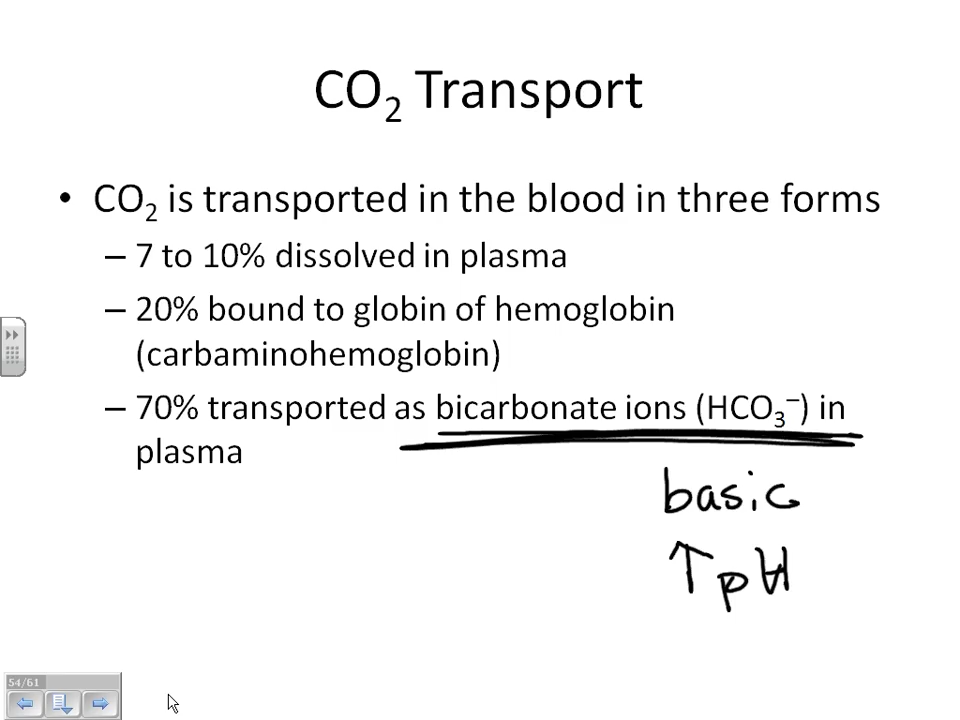 CO₂ Transport
• CO₂ is transported in the blood in three forms
– 7 to 10% dissolved in plasma
– 20% bound to globin of hemoglobin
(carbaminohemoglobin)
– 70% transported as bicarbonate ions (HCO₃⁻) in
plasma
basic
↑ pH
54/61